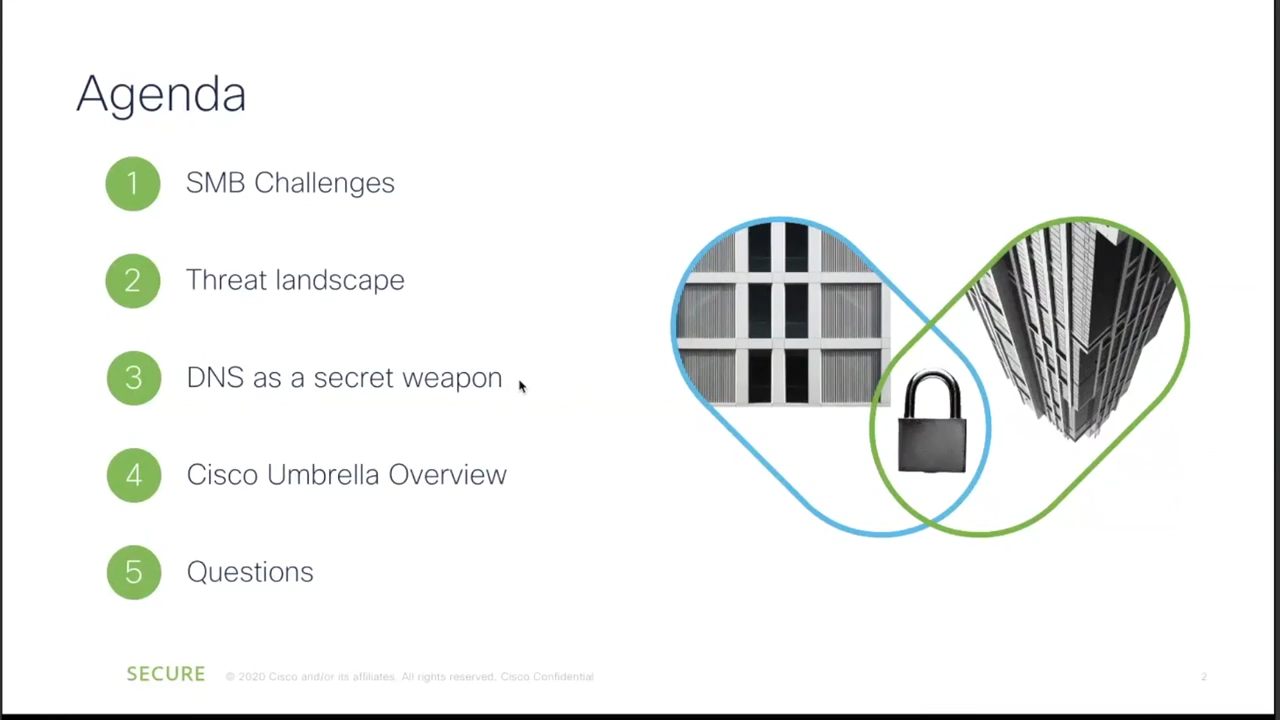 Agenda
1 SMB Challenges
2 Threat landscape
3 DNS as a secret weapon
4 Cisco Umbrella Overview
5 Questions
SECURE © 2020 Cisco and/or its affiliates. All rights reserved. Cisco Confidential 2